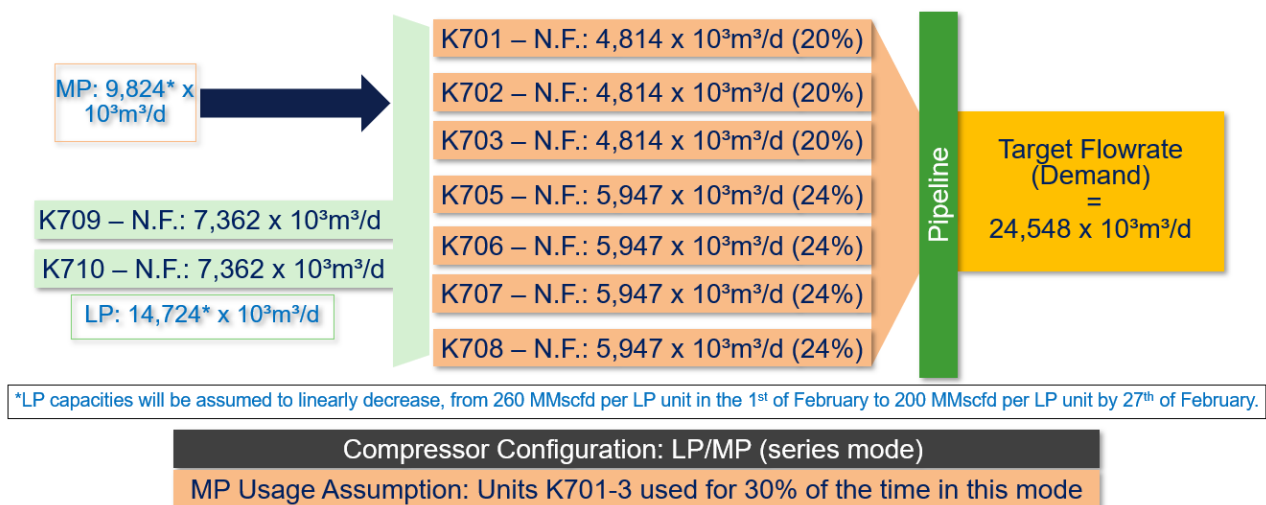 MP: 9,824* x
10³m³/d
K709 – N.F.: 7,362 x 10³m³/d
K710 – N.F.: 7,362 x 10³m³/d
LP: 14,724* x 10³m³/d
K701 – N.F.: 4,814 x 10³m³/d (20%)
K702 – N.F.: 4,814 x 10³m³/d (20%)
K703 – N.F.: 4,814 x 10³m³/d (20%)
K705 – N.F.: 5,947 x 10³m³/d (24%)
K706 – N.F.: 5,947 x 10³m³/d (24%)
K707 – N.F.: 5,947 x 10³m³/d (24%)
K708 – N.F.: 5,947 x 10³m³/d (24%)
Pipeline
Target Flowrate
(Demand)
=
24,548 x 10³m³/d
*LP capacities will be assumed to linearly decrease, from 260 MMscfd per LP unit in the 1st of February to 200 MMscfd per LP unit by 27th of February.
Compressor Configuration: LP/MP (series mode)
MP Usage Assumption: Units K701-3 used for 30% of the time in this mode